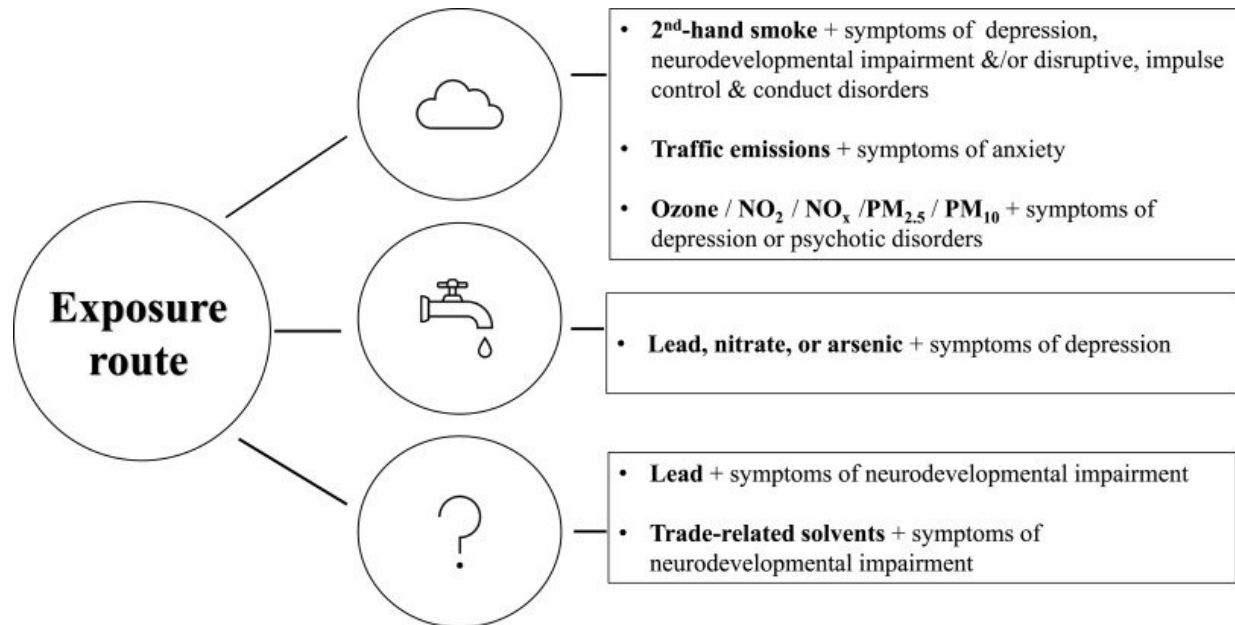 Exposure
route
• 2nd-hand smoke + symptoms of depression,
neurodevelopmental impairment &/or disruptive, impulse
control & conduct disorders
• Traffic emissions + symptoms of anxiety
• Ozone / NO2 / NOx /PM2.5 / PM10 + symptoms of
depression or psychotic disorders
• Lead, nitrate, or arsenic + symptoms of depression
?
• Lead + symptoms of neurodevelopmental impairment
• Trade-related solvents + symptoms of
neurodevelopmental impairment